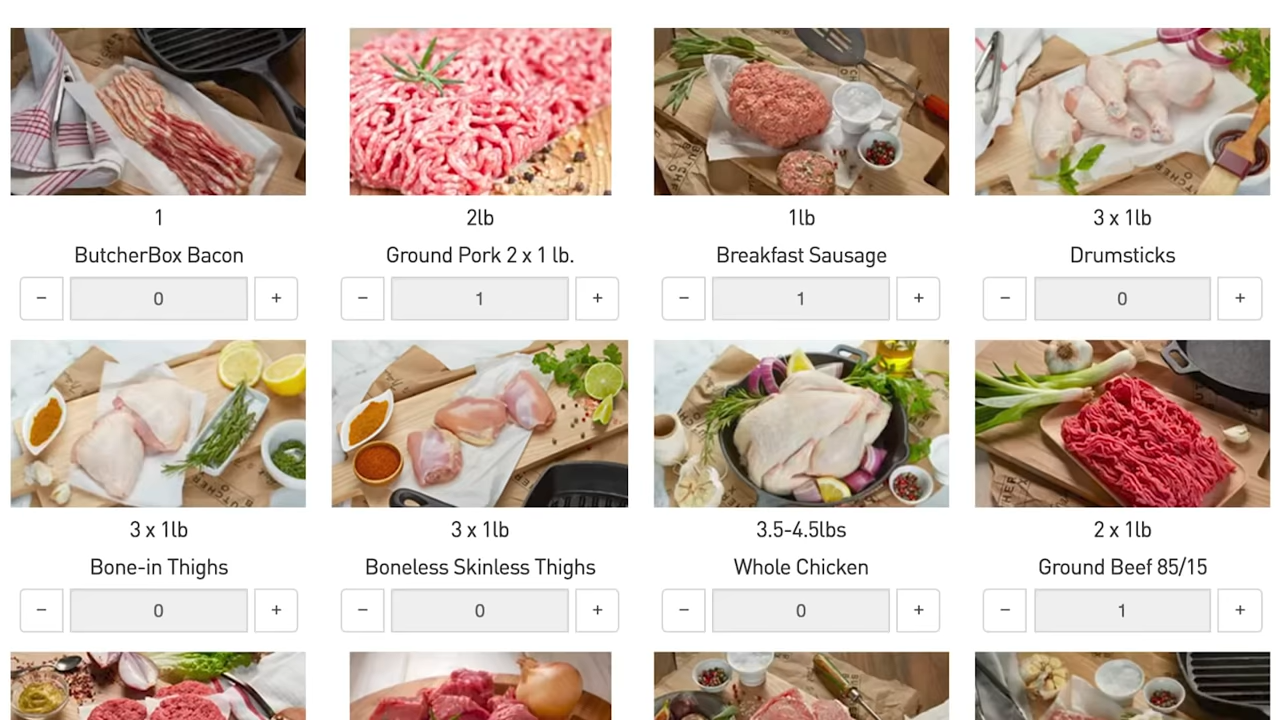 1
2lb
1lb
3 x 1lb
ButcherBox Bacon
Ground Pork 2 x 1 lb.
Breakfast Sausage
Drumsticks
− 0 +
− 1 +
− 1 +
− 0 +
3 x 1lb
3 x 1lb
3.5-4.5lbs
2 x 1lb
Bone-in Thighs
Boneless Skinless Thighs
Whole Chicken
Ground Beef 85/15
− 0 +
− 0 +
− 0 +
− 1 +